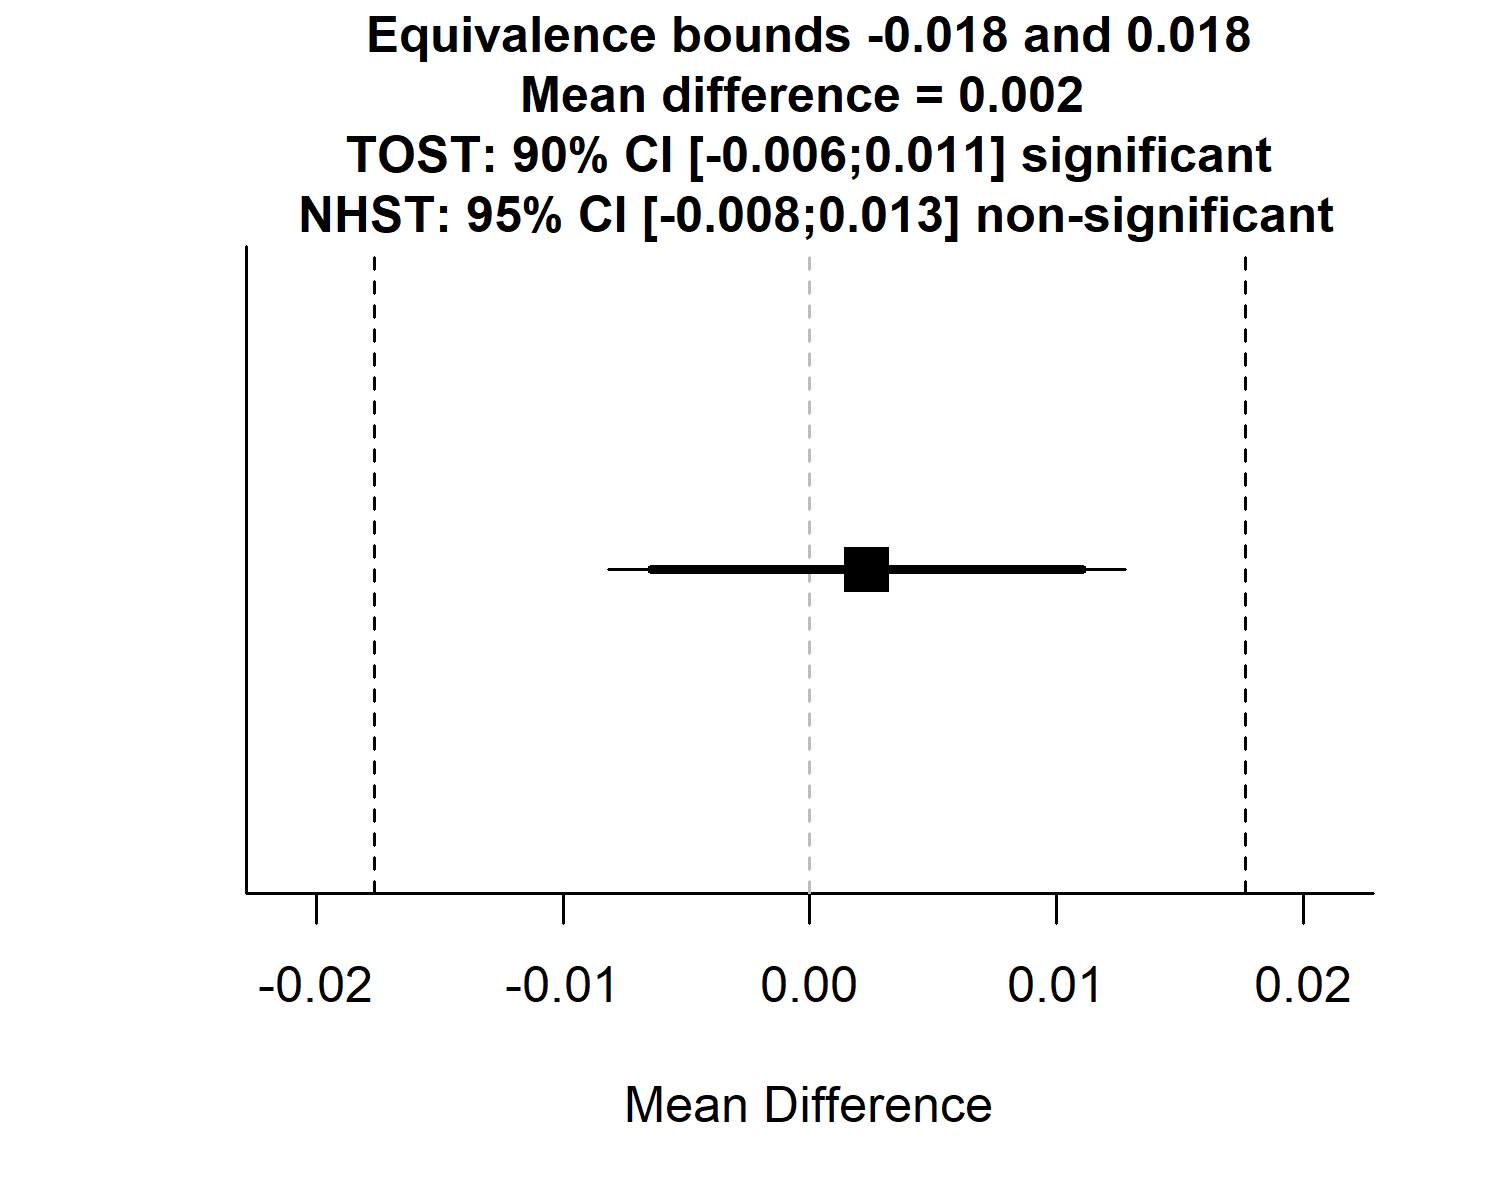 Equivalence bounds -0.018 and 0.018
Mean difference = 0.002
TOST: 90% CI [-0.006;0.011] significant
NHST: 95% CI [-0.008;0.013] non-significant
-0.02 -0.01 0.00 0.01 0.02
Mean Difference